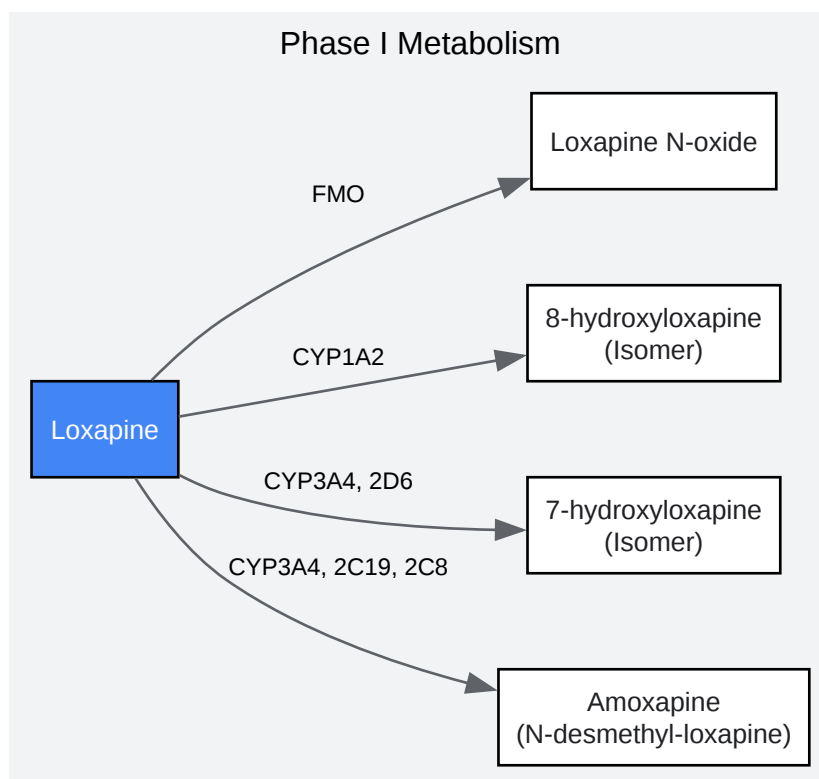 Phase I Metabolism
Loxapine N-oxide
FMO
8-hydroxyloxapine
(Isomer)
CYP1A2
Loxapine
CYP3A4, 2D6
7-hydroxyloxapine
(Isomer)
CYP3A4, 2C19, 2C8
Amoxapine
(N-desmethyl-loxapine)